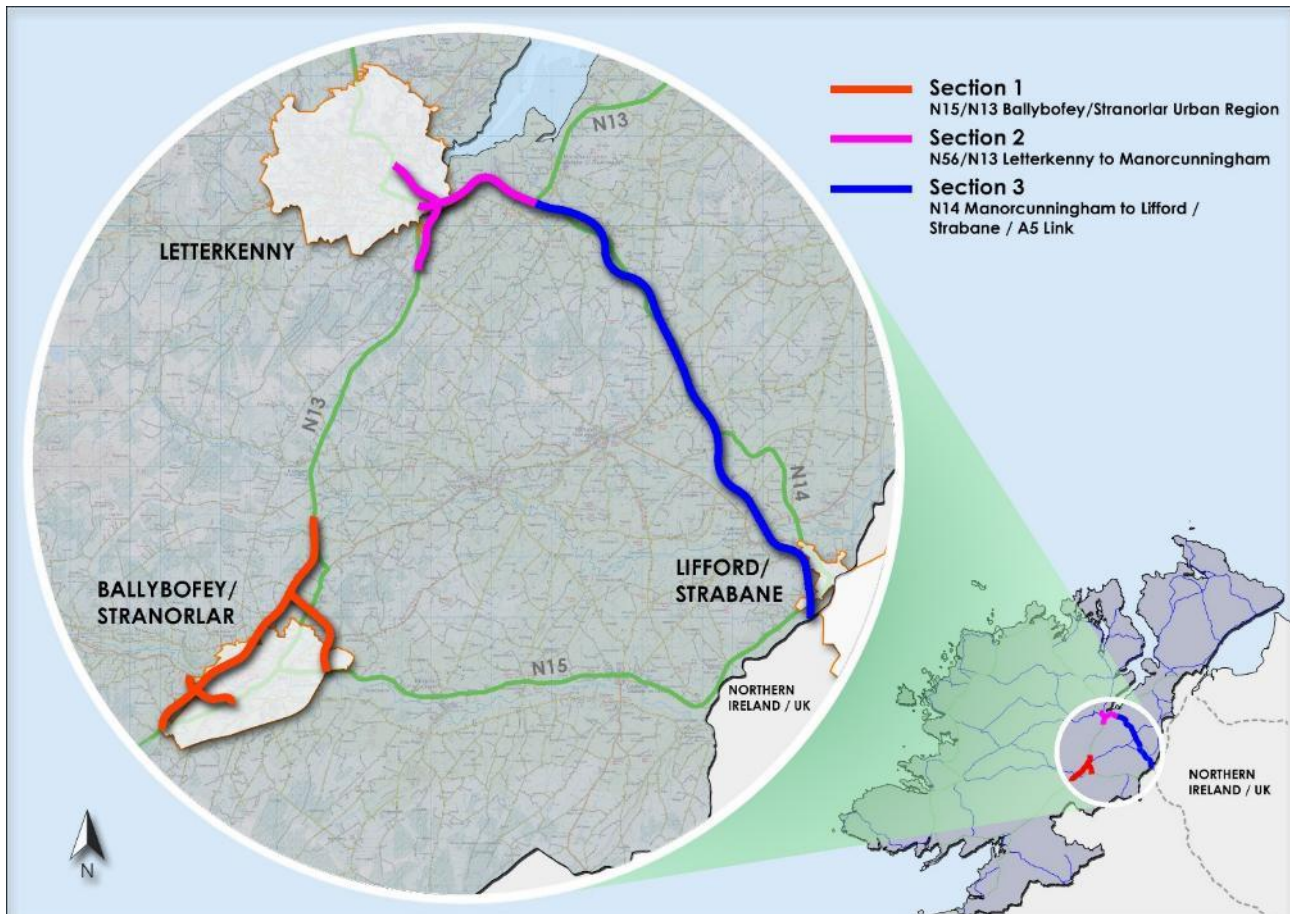 Section 1
N15/N13 Ballybofey/Stranorlar Urban Region
Section 2
N56/N13 Letterkenny to Manorcunningham
Section 3
N14 Manorcunningham to Lifford /
Strabane / A5 Link
N13
LETTERKENNY
N13
N14
BALLYBOFEY/
STRANORLAR
LIFFORD/
STRABANE
N15
NORTHERN
IRELAND / UK
NORTHERN
IRELAND / UK
N